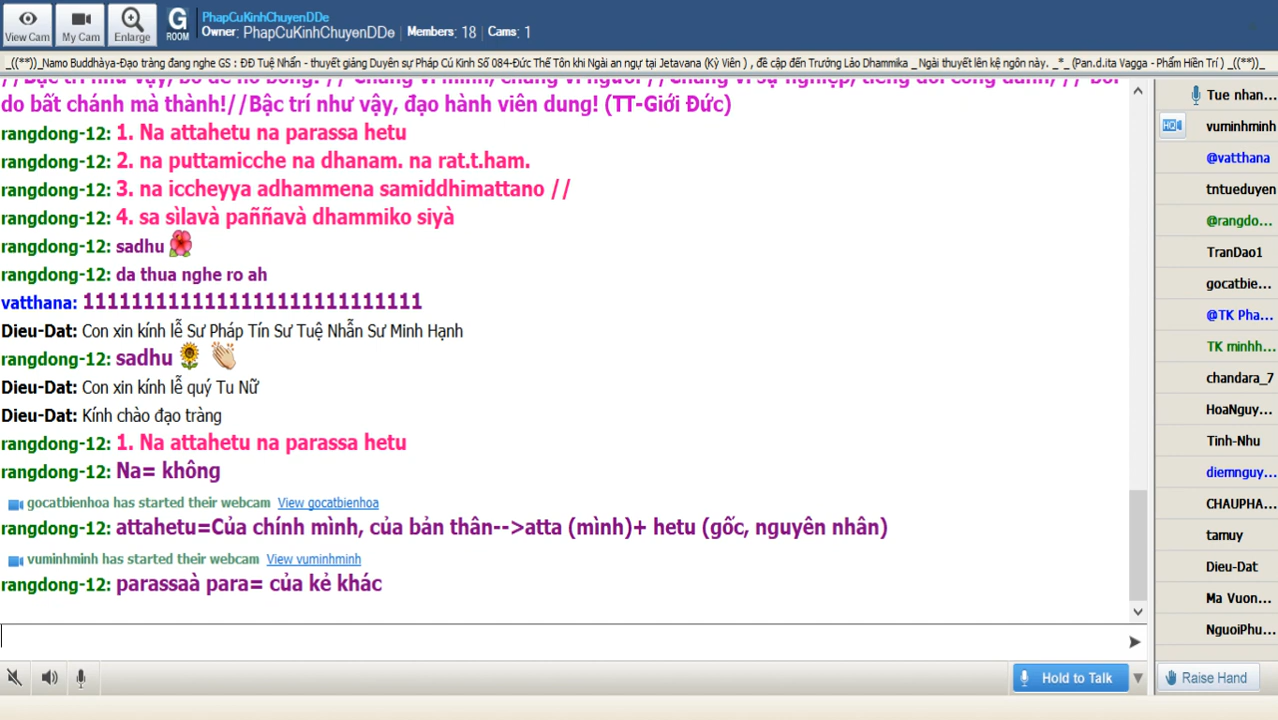 View Cam
My Cam
Enlarge
G
ROOM
PhapCuKinhChuyenDDe
Owner: PhapCuKinhChuyenDDe Members: 18 Cams: 1
_((**))_Namo Buddhàya-Đạo tràng đang nghe GS : ĐĐ Tuệ Nhẫn - thuyết giảng Duyên sự Pháp Cú Kinh Số 084-Đức Thế Tôn khi Ngài an ngự tại Jetavana (Kỳ Viên ) , đề cập đến Trưởng Lão Dhammika _ Ngài thuyết lên kệ ngôn này. _*_ (Pan.d.ita Vagga - Phẩm Hiền Trí ) _((**))_
do bất chánh mà thành!//Bậc trí như vậy, đạo hành viên dung! (TT-Giới Đức)
rangdong-12: 1. Na attahetu na parassa hetu
rangdong-12: 2. na puttamicche na dhanam. na rat.t.ham.
rangdong-12: 3. na iccheyya adhammena samiddhimattano //
rangdong-12: 4. sa sìlavà paññavà dhammiko siyà
rangdong-12: sadhu
rangdong-12: da thua nghe ro ah
vatthana: 1111111111111111111111111111
Dieu-Dat: Con xin kính lễ Sư Pháp Tín Sư Tuệ Nhẫn Sư Minh Hạnh
rangdong-12: sadhu
Dieu-Dat: Con xin kính lễ quý Tu Nữ
Dieu-Dat: Kính chào đạo tràng
rangdong-12: 1. Na attahetu na parassa hetu
rangdong-12: Na= không
gocatbienhoa has started their webcam View gocatbienhoa
rangdong-12: attahetu=Của chính mình, của bản thân-->atta (mình)+ hetu (gốc, nguyên nhân)
vuminhminh has started their webcam View vuminhminh
rangdong-12: parassaà para= của kẻ khác
Hold to Talk
Tue nhan...
HQ vuminhminh
@vatthana
tntueduyen
@rangdo...
TranDao1
gocatbie...
@TK Pha...
TK minhh...
chandara_7
HoaNguy...
Tinh-Nhu
diemnguy...
CHAUPHA...
tamuy
Dieu-Dat
Ma Vuon...
NguoiPhu...
Raise Hand